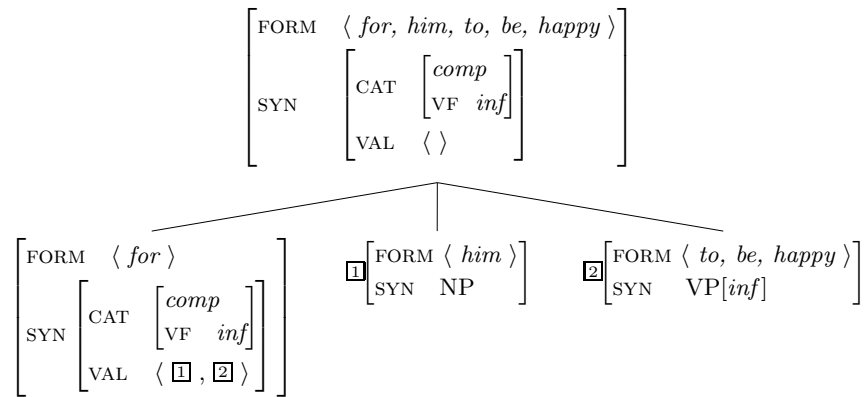 FORM ⟨ for, him, to, be, happy ⟩
SYN CAT comp
VF inf
VAL ⟨ ⟩
FORM ⟨ for ⟩
SYN CAT comp
VF inf
VAL ⟨ 1 , 2 ⟩
1 FORM ⟨ him ⟩
SYN NP
2 FORM ⟨ to, be, happy ⟩
SYN VP[inf]